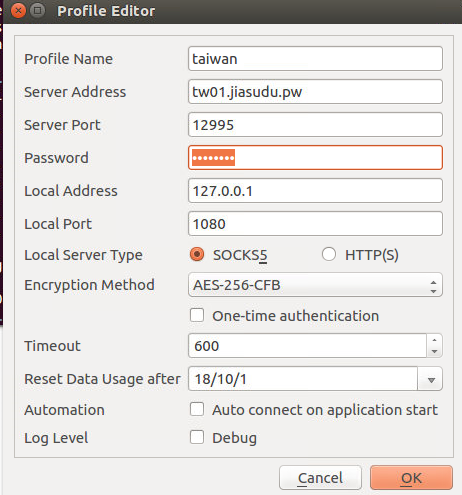 Profile Editor
Profile Name taiwan
Server Address tw01.jiasudu.pw
Server Port 12995
Password ••••••••
Local Address 127.0.0.1
Local Port 1080
Local Server Type SOCKS5 HTTP(S)
Encryption Method AES-256-CFB
One-time authentication
Timeout 600
Reset Data Usage after 18/10/1
Automation Auto connect on application start
Log Level Debug
Cancel OK